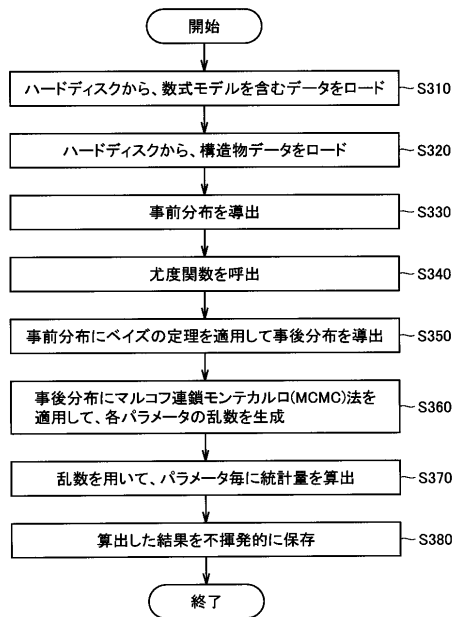 開始
ハードディスクから、数式モデルを含むデータをロード
S310
ハードディスクから、構造物データをロード
S320
事前分布を導出
S330
尤度関数を呼出
S340
事前分布にベイズの定理を適用して事後分布を導出
S350
事後分布にマルコフ連鎖モンテカルロ(MCMC)法を
適用して、各パラメータの乱数を生成
S360
乱数を用いて、パラメータ毎に統計量を算出
S370
算出した結果を不揮発的に保存
S380
終了